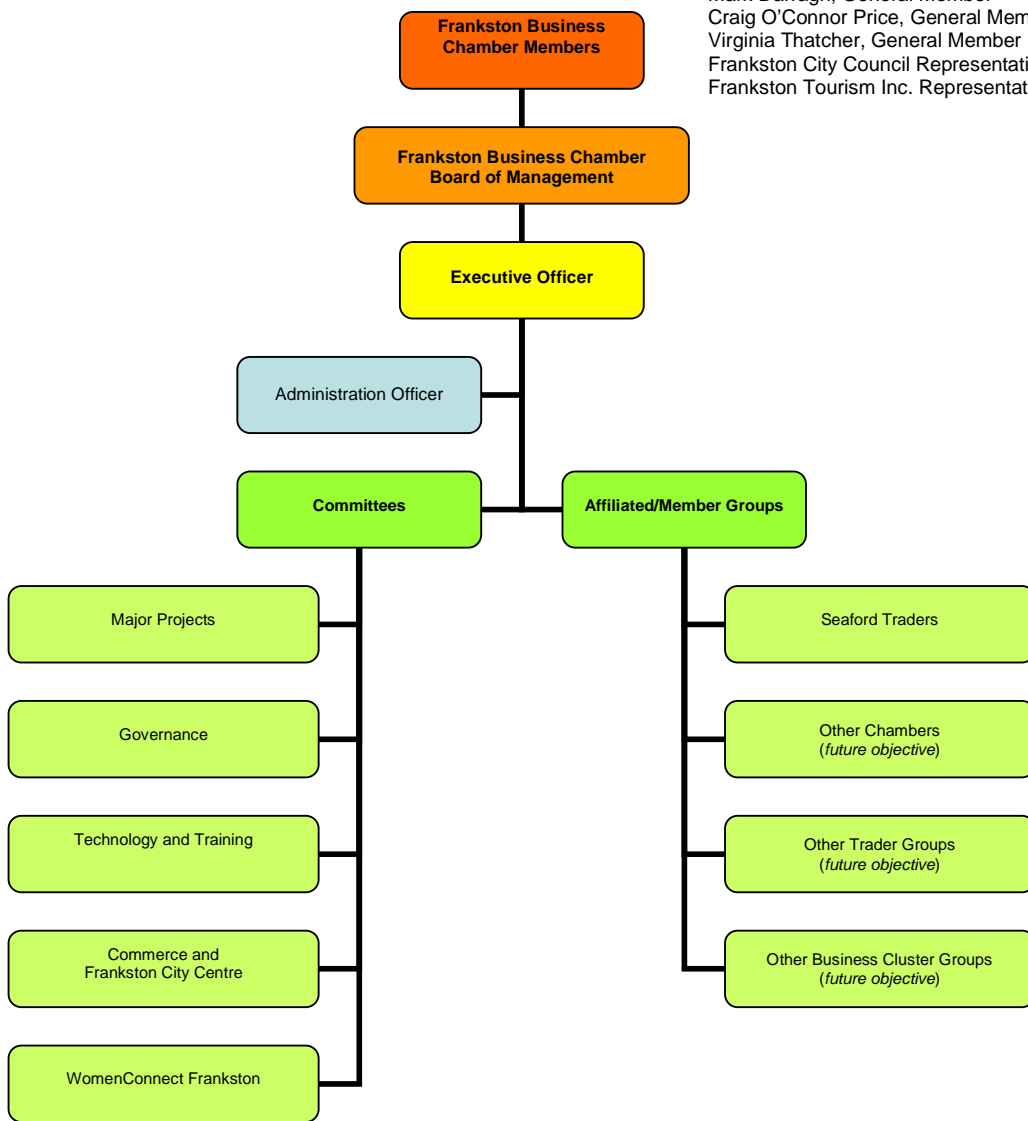 General Member
Craig O’Connor Price, General
Virginia Thatcher, General Member
Frankston City Council
Frankston Tourism Inc.
Frankston Business
Chamber Members
Frankston Business Chamber
Board of Management
Executive Officer
Administration Officer
Committees
Affiliated/Member Groups
Major Projects
Seaford Traders
Governance
Other Chambers
(future objective)
Technology and Training
Other Trader Groups
(future objective)
Commerce and
Frankston City Centre
Other Business Cluster Groups
(future objective)
WomenConnect Frankston